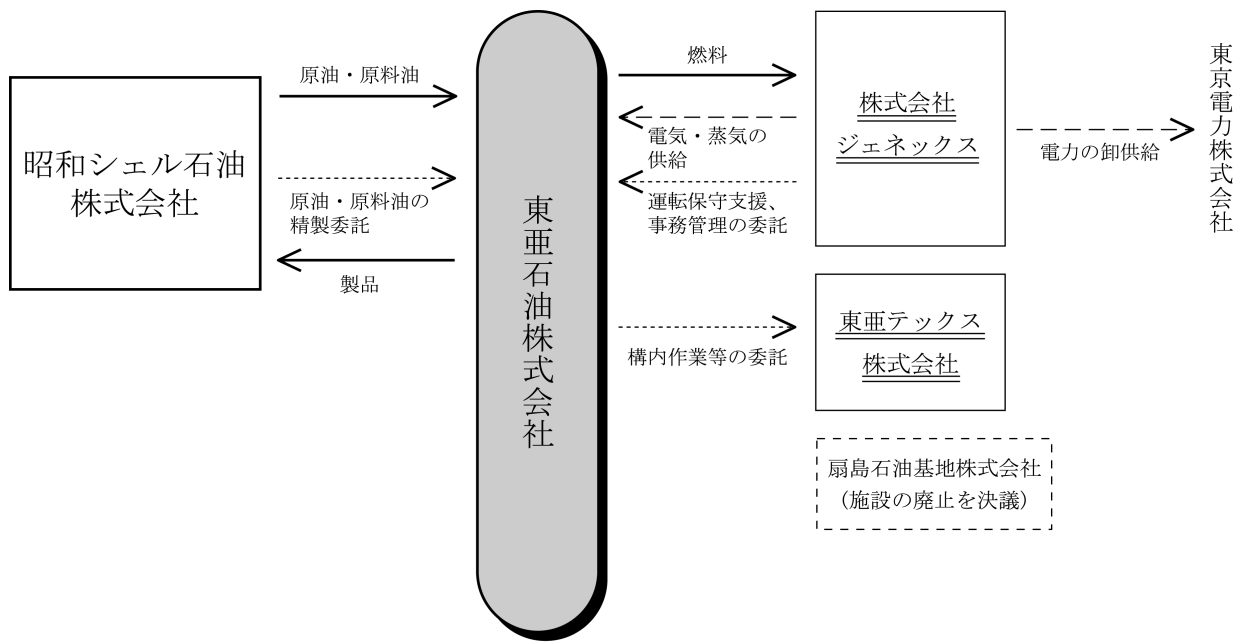 昭和シェル石油
株式会社
原油・原料油
原油・原料油の
精製委託
製品
東亜石油株式会社
燃料
電気・蒸気の
供給
運転保守支援、
事務管理の委託
構内作業等の委託
株式会社
ジェネックス
電力の卸供給
東京電力株式会社
東亜テックス
株式会社
扇島石油基地株式会社
（施設の廃止を決議）